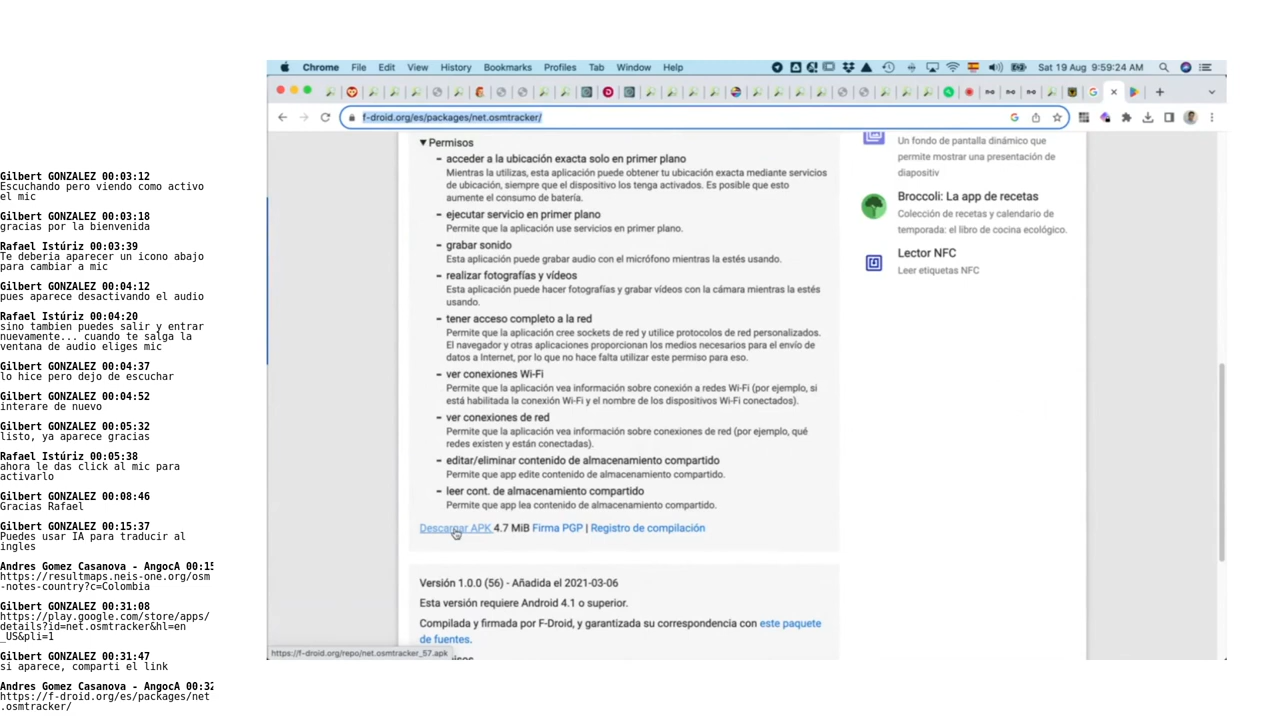 Gilbert GONZALEZ 00:03:12
Escuchando pero viendo como activo
el mic
Gilbert GONZALEZ 00:03:18
gracias por la bienvenida
Rafael Istúriz 00:03:39
Te deberia aparecer un icono abajo
para cambiar a mic
Gilbert GONZALEZ 00:04:12
pues aparece desactivando el audio
Rafael Istúriz 00:04:20
sino tambien puedes salir y entrar
nuevamente... cuando te salga la
ventana de audio eliges mic
Gilbert GONZALEZ 00:04:37
lo hice pero dejo de escuchar
Gilbert GONZALEZ 00:04:52
interare de nuevo
Gilbert GONZALEZ 00:05:32
listo, ya aparece gracias
Rafael Istúriz 00:05:38
ahora le das click al mic para
activarlo
Gilbert GONZALEZ 00:08:46
Gracias Rafael
Gilbert GONZALEZ 00:15:37
Puedes usar IA para traducir al
ingles
Andres Gomez Casanova - AngocA 00:15
https://resultmaps.neis-one.org/osm
-notes-country?c=Colombia
Gilbert GONZALEZ 00:31:08
https://play.google.com/store/apps/
details?id=net.osmtracker&hl=en
_US&pli=1
Gilbert GONZALEZ 00:31:47
si aparece, comparti el link
Andres Gomez Casanova - AngocA 00:32
https://f-droid.org/es/packages/net
.osmtracker/
Chrome File Edit View History Bookmarks Profiles Tab Window Help Sat 19 Aug 9:59:24 AM
f-droid.org/es/packages/net.osmtracker/
▼ Permisos
– acceder a la ubicación exacta solo en primer plano
Mientras la utilizas, esta aplicación puede obtener tu ubicación exacta mediante servicios
de ubicación, siempre que el dispositivo los tenga activados. Es posible que esto
aumente el consumo de batería.
– ejecutar servicio en primer plano
Permite que la aplicación use servicios en primer plano.
– grabar sonido
Esta aplicación puede grabar audio con el micrófono mientras la estés usando.
– realizar fotografías y vídeos
Esta aplicación puede hacer fotografías y grabar vídeos con la cámara mientras la estés
usando.
– tener acceso completo a la red
Permite que la aplicación cree sockets de red y utilice protocolos de red personalizados.
El navegador y otras aplicaciones proporcionan los medios necesarios para el envío de
datos a Internet, por lo que no hace falta utilizar este permiso para eso.
– ver conexiones Wi-Fi
Permite que la aplicación vea información sobre conexión a redes Wi-Fi (por ejemplo, si
está habilitada la conexión Wi-Fi y el nombre de los dispositivos Wi-Fi conectados).
– ver conexiones de red
Permite que la aplicación vea información sobre conexiones de red (por ejemplo, qué
redes existen y están conectadas).
– editar/eliminar contenido de almacenamiento compartido
Permite que app edite contenido de almacenamiento compartido.
– leer cont. de almacenamiento compartido
Permite que app lea contenido de almacenamiento compartido.
Descargar APK 4.7 MiB Firma PGP | Registro de compilación
Versión 1.0.0 (56) - Añadida el 2021-03-06
Esta versión requiere Android 4.1 o superior.
Compilada y firmada por F-Droid, y garantizada su correspondencia con este paquete
de fuentes.
Un fondo de pantalla dinámico que
permite mostrar una presentación de
diapositiv
Broccoli: La app de recetas
Colección de recetas y calendario de
temporada: el libro de cocina ecológico.
Lector NFC
Leer etiquetas NFC
https://f-droid.org/repo/net.osmtracker_57.apk